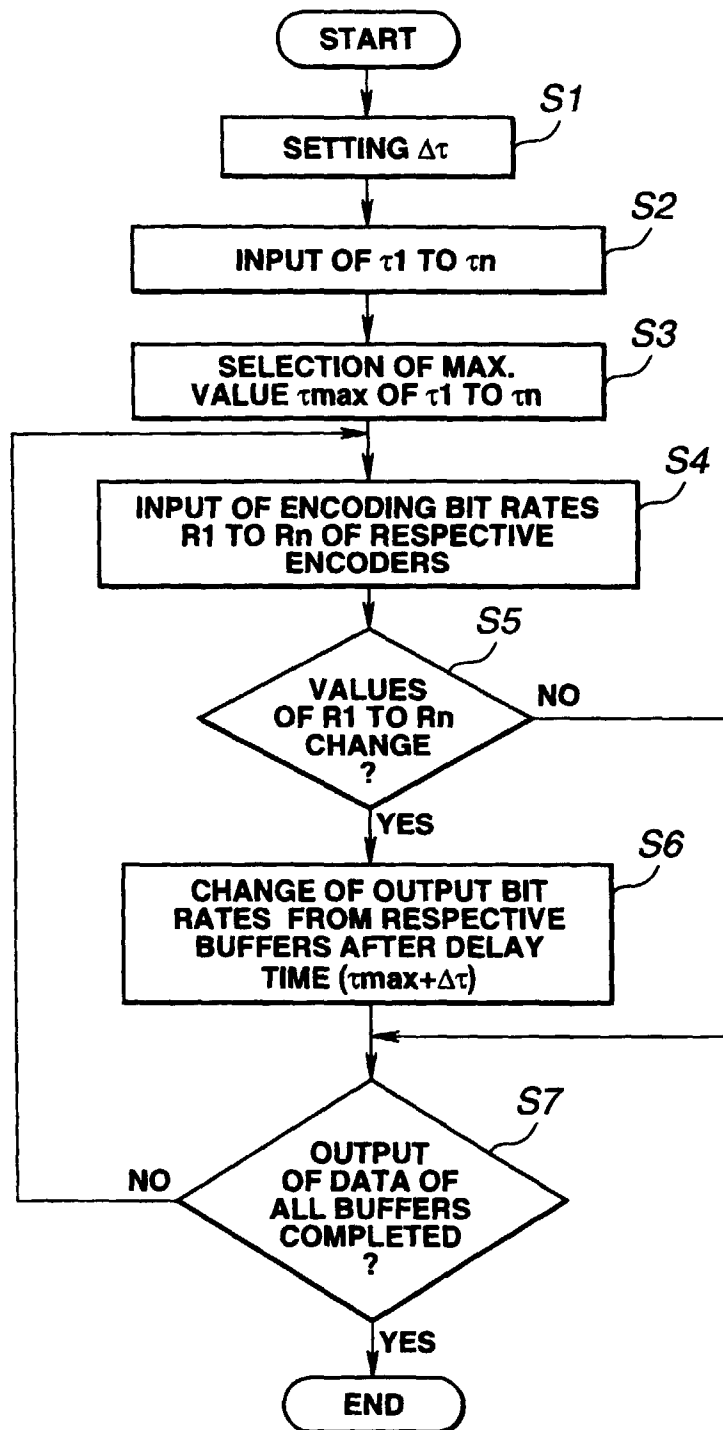 START
S1
SETTING Δτ
S2
INPUT OF τ1 TO τn
S3
SELECTION OF MAX.
VALUE τmax OF τ1 TO τn
S4
INPUT OF ENCODING BIT RATES
R1 TO Rn OF RESPECTIVE
ENCODERS
S5
VALUES
OF R1 TO Rn
CHANGE
?
NO
YES
S6
CHANGE OF OUTPUT BIT
RATES FROM RESPECTIVE
BUFFERS AFTER DELAY
TIME (τmax+Δτ)
S7
OUTPUT
OF DATA OF
ALL BUFFERS
COMPLETED
?
NO
YES
END